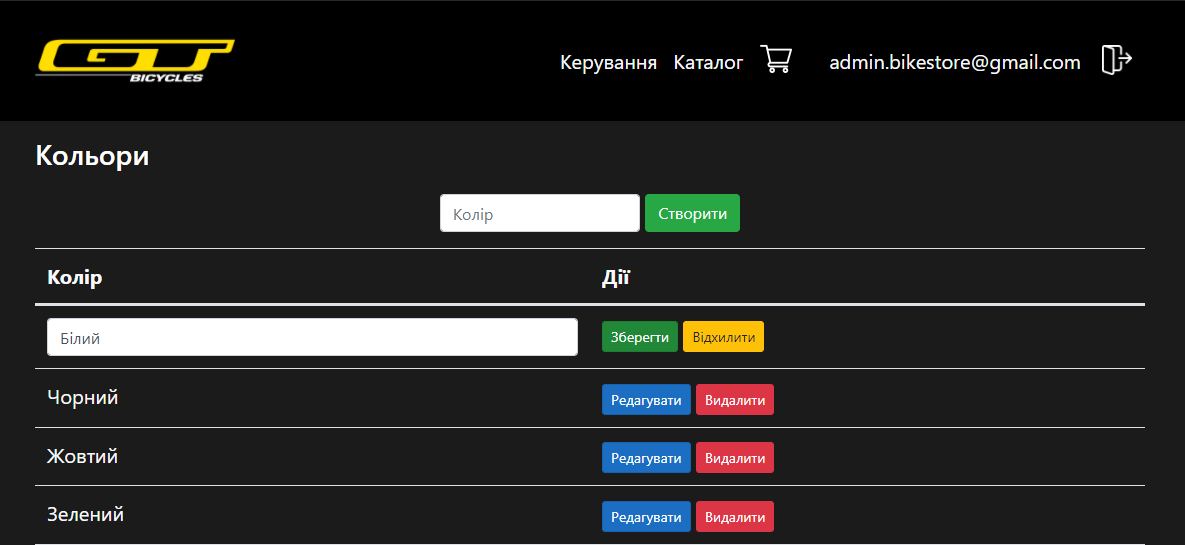 GT
BICYCLES
Керування Каталог admin.bikestore@gmail.com
Кольори
Колір Створити
Колір Дії
Білий Зберегти Відхилити
Чорний Редагувати Видалити
Жовтий Редагувати Видалити
Зелений Редагувати Видалити